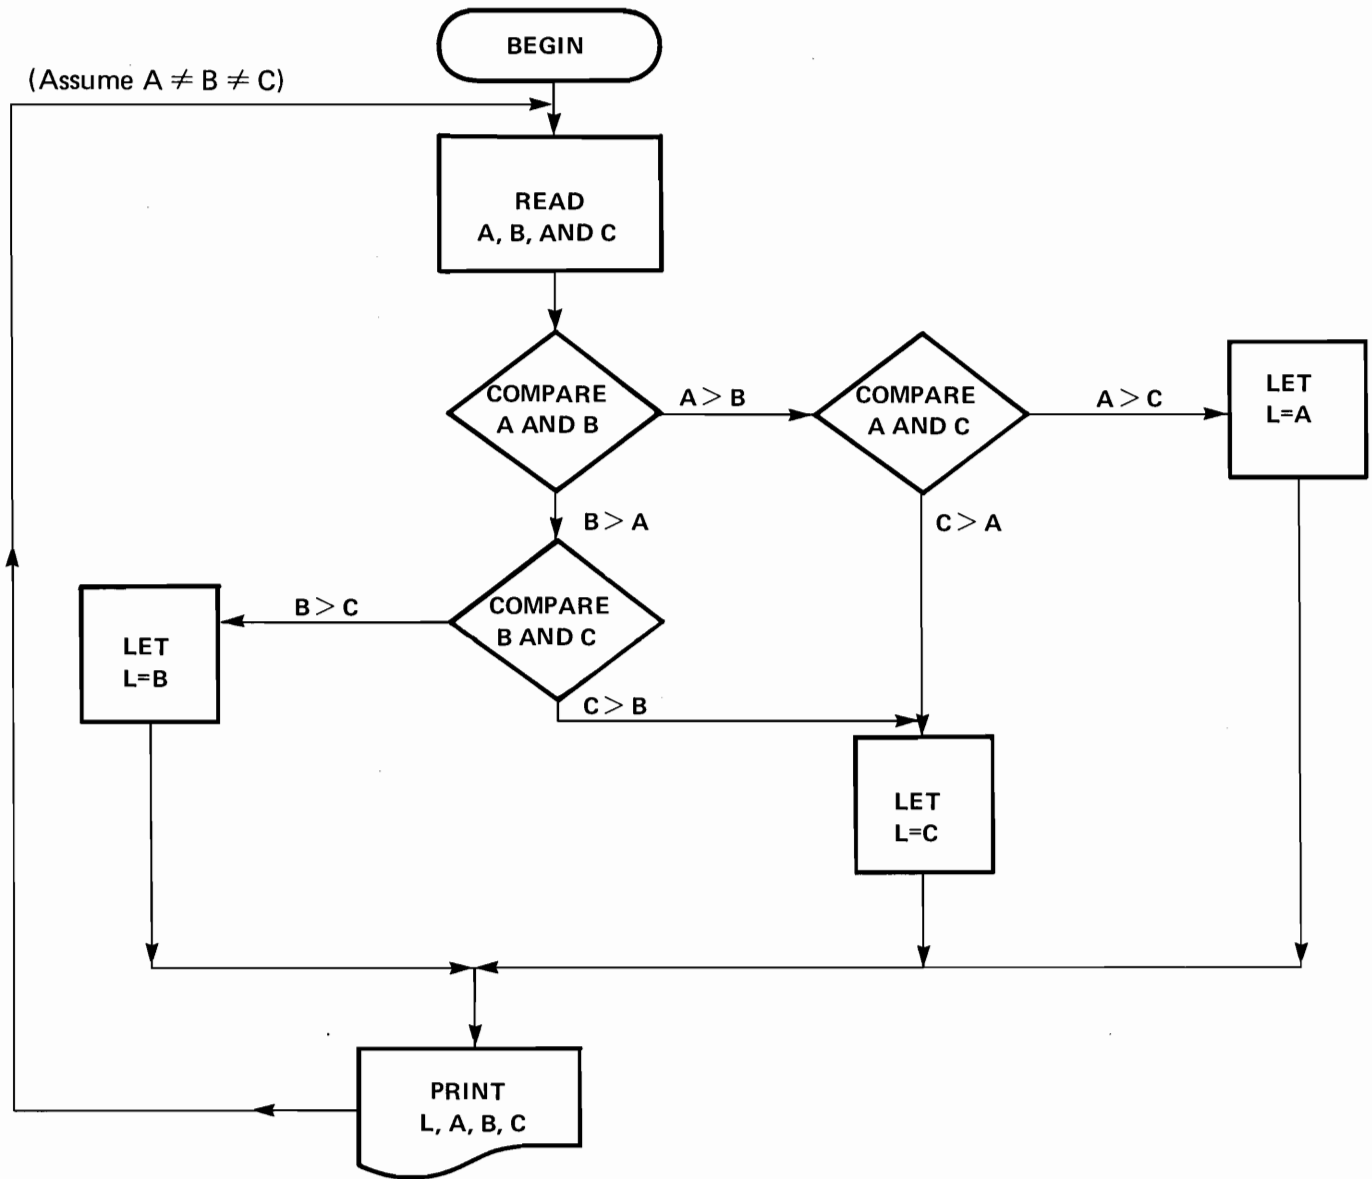 BEGIN
(Assume A ≠ B ≠ C)
READ
A, B, AND C
COMPARE
A AND B
A > B
COMPARE
A AND C
A > C
LET
L=A
B > A
C > A
B > C
COMPARE
B AND C
LET
L=B
C > B
LET
L=C
PRINT
L, A, B, C